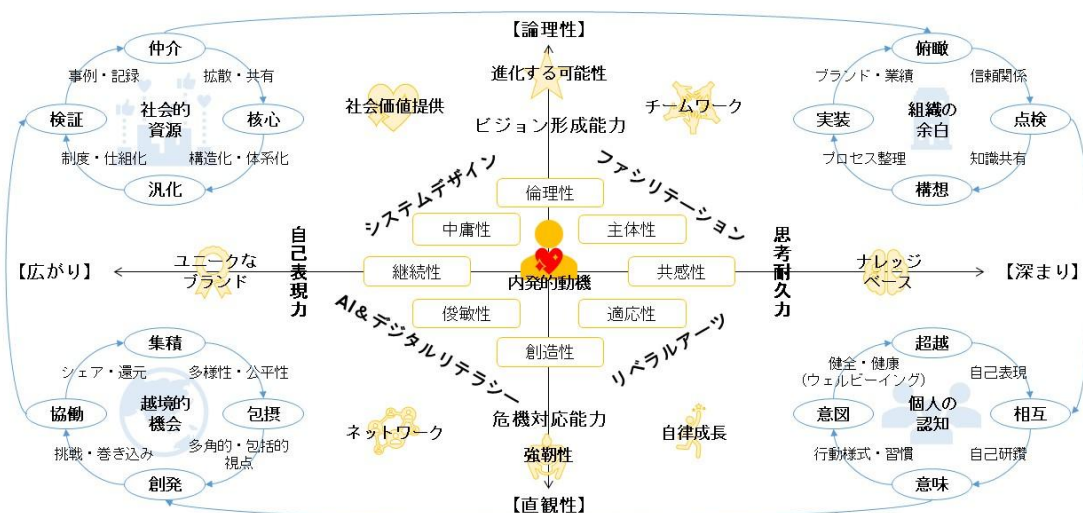 【論理性】
仲介
事例・記録
拡散・共有
検証
社会的
資源
核心
制度・仕組化
構造化・体系化
汎化
進化する可能性
社会価値提供
チームワーク
ビジョン形成能力
俯瞰
ブランド・業績
信頼関係
実装
組織の
余白
点検
プロセス整理
知識共有
構想
システムデザイン
ファシリテーション
倫理性
中庸性
主体性
継続性
内発的動機
共感性
俊敏性
適応性
創造性
【広がり】
ユニークな
ブランド
自己表現力
思考耐久力
ナレッジ
ベース
【深まり】
AI&デジタルリテラシー
リベラルアーツ
集積
シェア・還元
多様性・公平性
協働
越境的
機会
包摂
挑戦・巻き込み
多角的・包括的
視点
創発
ネットワーク
危機対応能力
強靭性
自律成長
超越
健全・健康
(ウェルビーイング)
自己表現
意図
個人の
認知
相互
行動様式・習慣
自己研鑽
意味
【直観性】